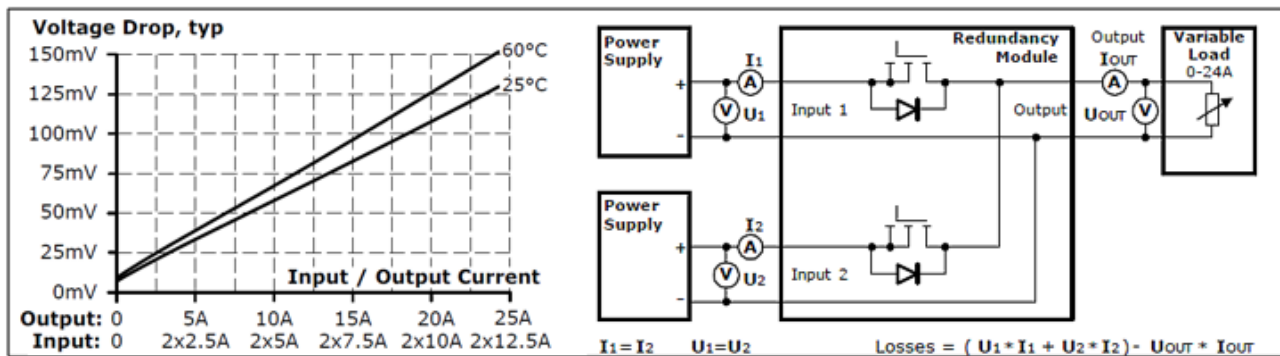 Voltage Drop, typ
150mV
125mV
100mV
75mV
50mV
25mV
0mV
60°C
25°C
Input / Output Current
Output: 0 5A 10A 15A 20A 25A
Input: 0 2x2.5A 2x5A 2x7.5A 2x10A 2x12.5A
Power
Supply
+
-
I1
A
V
U1
Input 1
Redundancy
Module
Output
Output
IOUT
A
UOUT
V
Variable
Load
0-24A
Power
Supply
+
-
I2
A
V
U2
Input 2
I1=I2 U1=U2 Losses = ( U1*I1 + U2*I2)- UOUT * IOUT